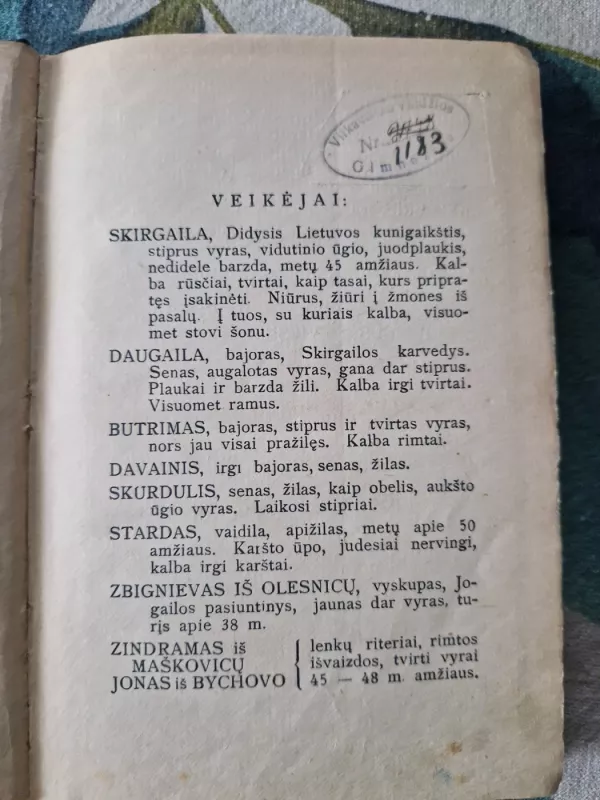 Nr.
1183
VEIKĖJAI:
SKIRGAILA, Didysis Lietuvos kunigaikštis,
stiprus vyras, vidutinio ūgio, juodplaukis,
nedidele barzda, metų 45 amžiaus. Kal-
ba rūsčiai, tvirtai, kaip tasai, kurs pripra-
tęs įsakinėti. Niūrus, žiūri į žmones iš
pasalų. Į tuos, su kuriais kalba, visuo-
met stovi šonu.
DAUGAILA, bajoras, Skirgailos karvedys.
Senas, augalotas vyras, gana dar stiprus.
Plaukai ir barzda žili. Kalba irgi tvirtai.
Visuomet ramus.
BUTRIMAS, bajoras, stiprus ir tvirtas vyras,
nors jau visai pražilęs. Kalba rimtai.
DAVAINIS, irgi bajoras, senas, žilas.
SKURDULIS, senas, žilas, kaip obelis, aukšto
ūgio vyras. Laikosi stipriai.
STARDAS, vaidila, apižilas, metų apie 50
amžiaus. Karšto ūpo, judesiai nervingi,
kalba irgi karštai.
ZBIGNIEVAS IŠ OLESNICŲ, vyskupas, Jo-
gailos pasiuntinys, jaunas dar vyras, tu-
rįs apie 38 m.
ZINDRAMAS iš
MAŠKOVICŲ
JONAS iš BYCHOVO
lenkų riteriai, rimtos
išvaizdos, tvirti vyrai
45 — 48 m. amžiaus.